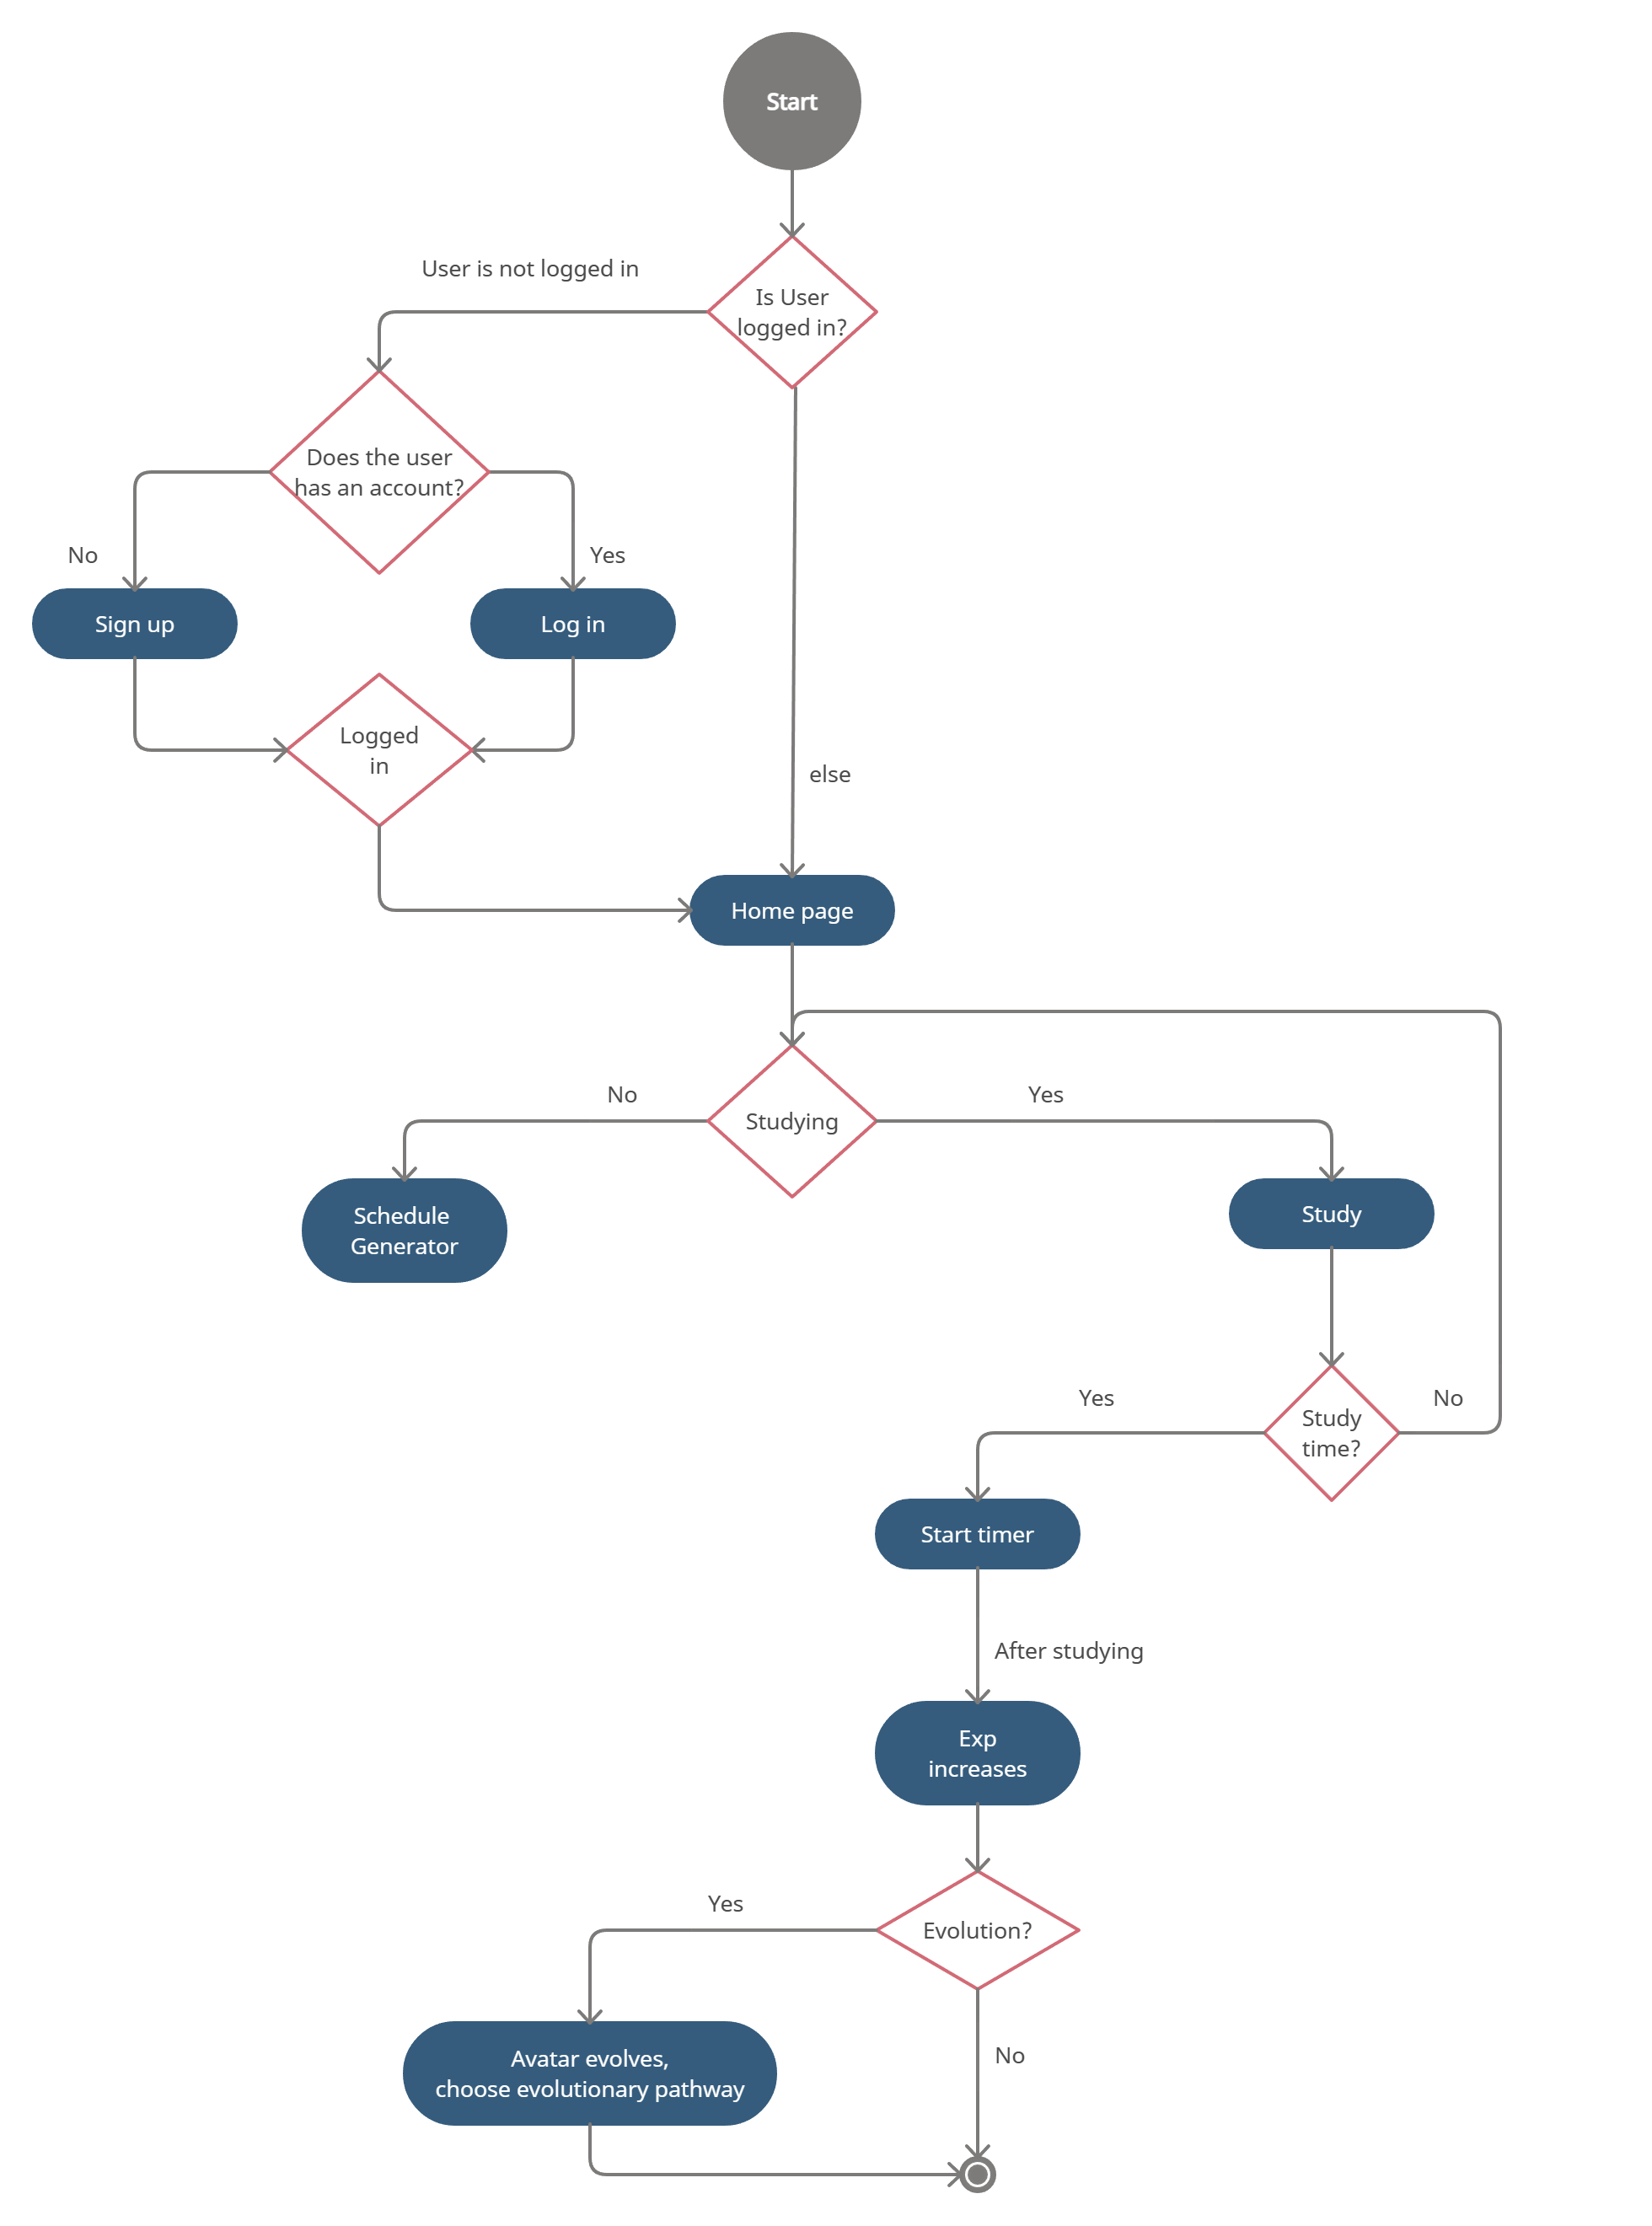 Start
User is not logged in
Is User
logged in?
Does the user
has an account?
No
Yes
Sign up
Log in
Logged
in
else
Home page
No
Yes
Studying
Schedule
Generator
Study
Yes
No
Study
time?
Start timer
After studying
Exp
increases
Yes
Evolution?
No
Avatar evolves,
choose evolutionary pathway